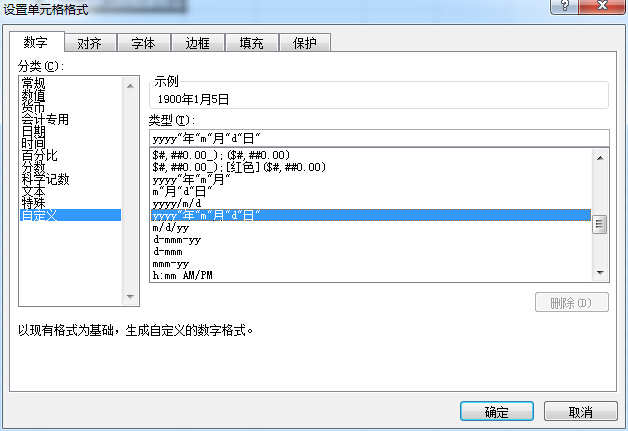 设置单元格格式
数字 对齐 字体 边框 填充 保护
分类(C):
常规
数值
货币
会计专用
日期
时间
百分比
分数
科学记数
文本
特殊
自定义
示例
1900年1月5日
类型(T):
yyyy"年"m"月"d"日"
$#,##0.00_);($#,##0.00)
$#,##0.00_);[红色]($#,##0.00)
yyyy"年"m"月"
m"月"d"日"
yyyy/m/d
yyyy"年"m"月"d"日"
m/d/yy
d-mmm-yy
d-mmm
mmm-yy
h:mm AM/PM
删除(D)
以现有格式为基础，生成自定义的数字格式。
确定 取消